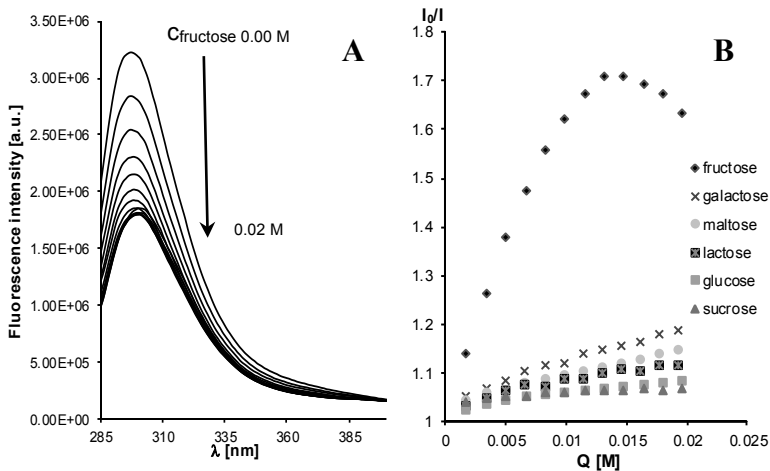 A
Cfructose 0.00 M
0.02 M
Fluorescence intensity [a.u.]
3.50E+06
3.00E+06
2.50E+06
2.00E+06
1.50E+06
1.00E+06
5.00E+05
0.00E+00
285 310 335 360 385
λ [nm]
B
I0/I
1.8
1.7
1.6
1.5
1.4
1.3
1.2
1.1
1
0 0.005 0.01 0.015 0.02 0.025
Q [M]
fructose
galactose
maltose
lactose
glucose
sucrose